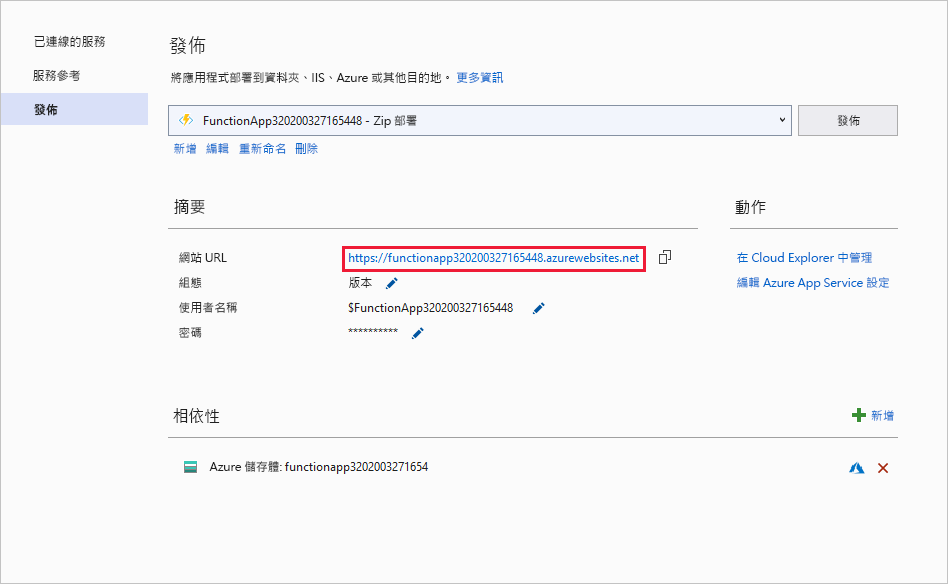 已連線的服務
服務參考
發佈
發佈
將應用程式部署到資料夾、IIS、Azure 或其他目的地。 更多資訊
FunctionApp320200327165448 - Zip 部署
發佈
新增 編輯 重新命名 刪除
摘要
動作
網站 URL https://functionapp320200327165448.azurewebsites.net
在 Cloud Explorer 中管理
組態 版本
編輯 Azure App Service 設定
使用者名稱 $FunctionApp320200327165448
密碼 **********
相依性
新增
Azure 儲存體: functionapp3202003271654